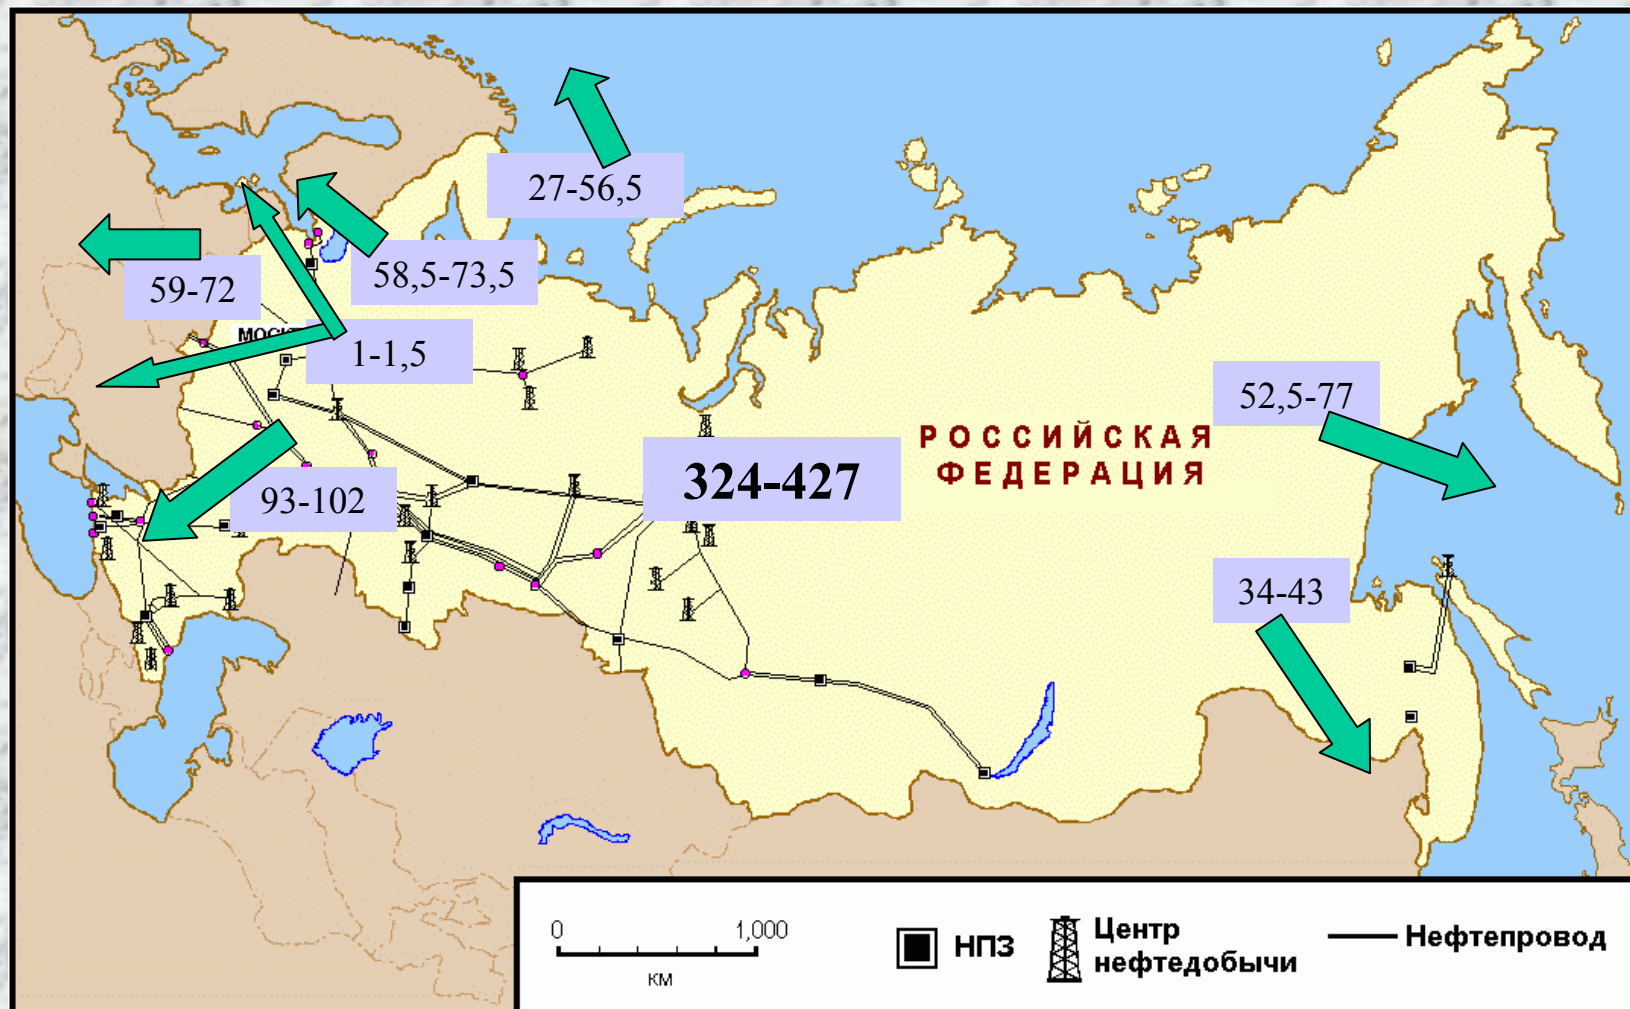 27-56,5
58,5-73,5
59-72
1-1,5
52,5-77
РОССИЙСКАЯ
ФЕДЕРАЦИЯ
324-427
93-102
34-43
0 1,000
км
НПЗ
Центр
нефтедобычи
Нефтепровод